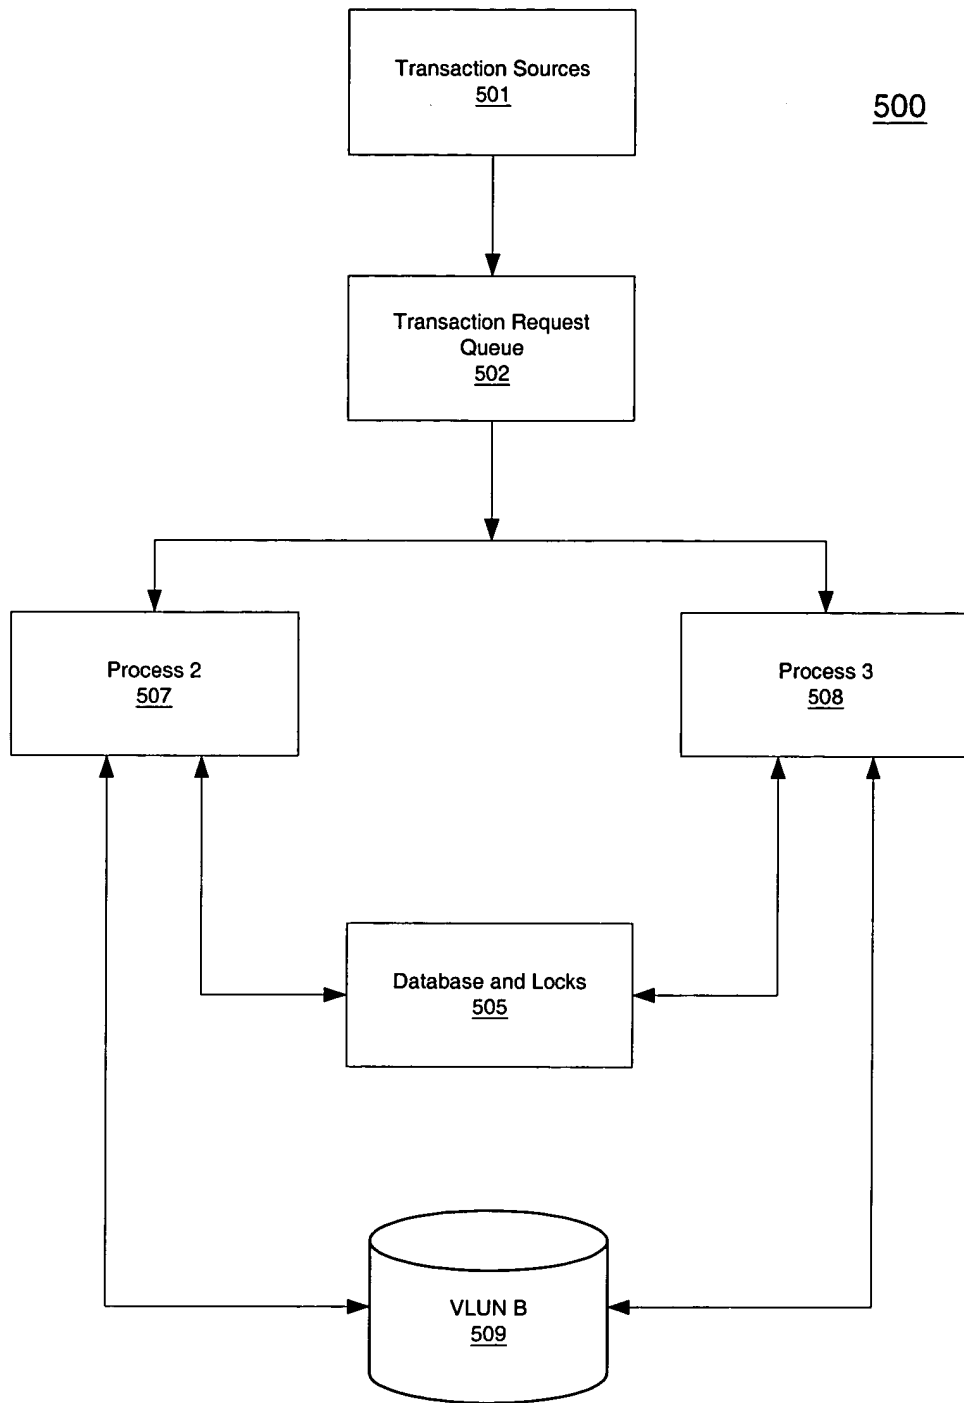 Transaction Sources
501
500
Transaction Request
Queue
502
Process 2
507
Process 3
508
Database and Locks
505
VLUN B
509